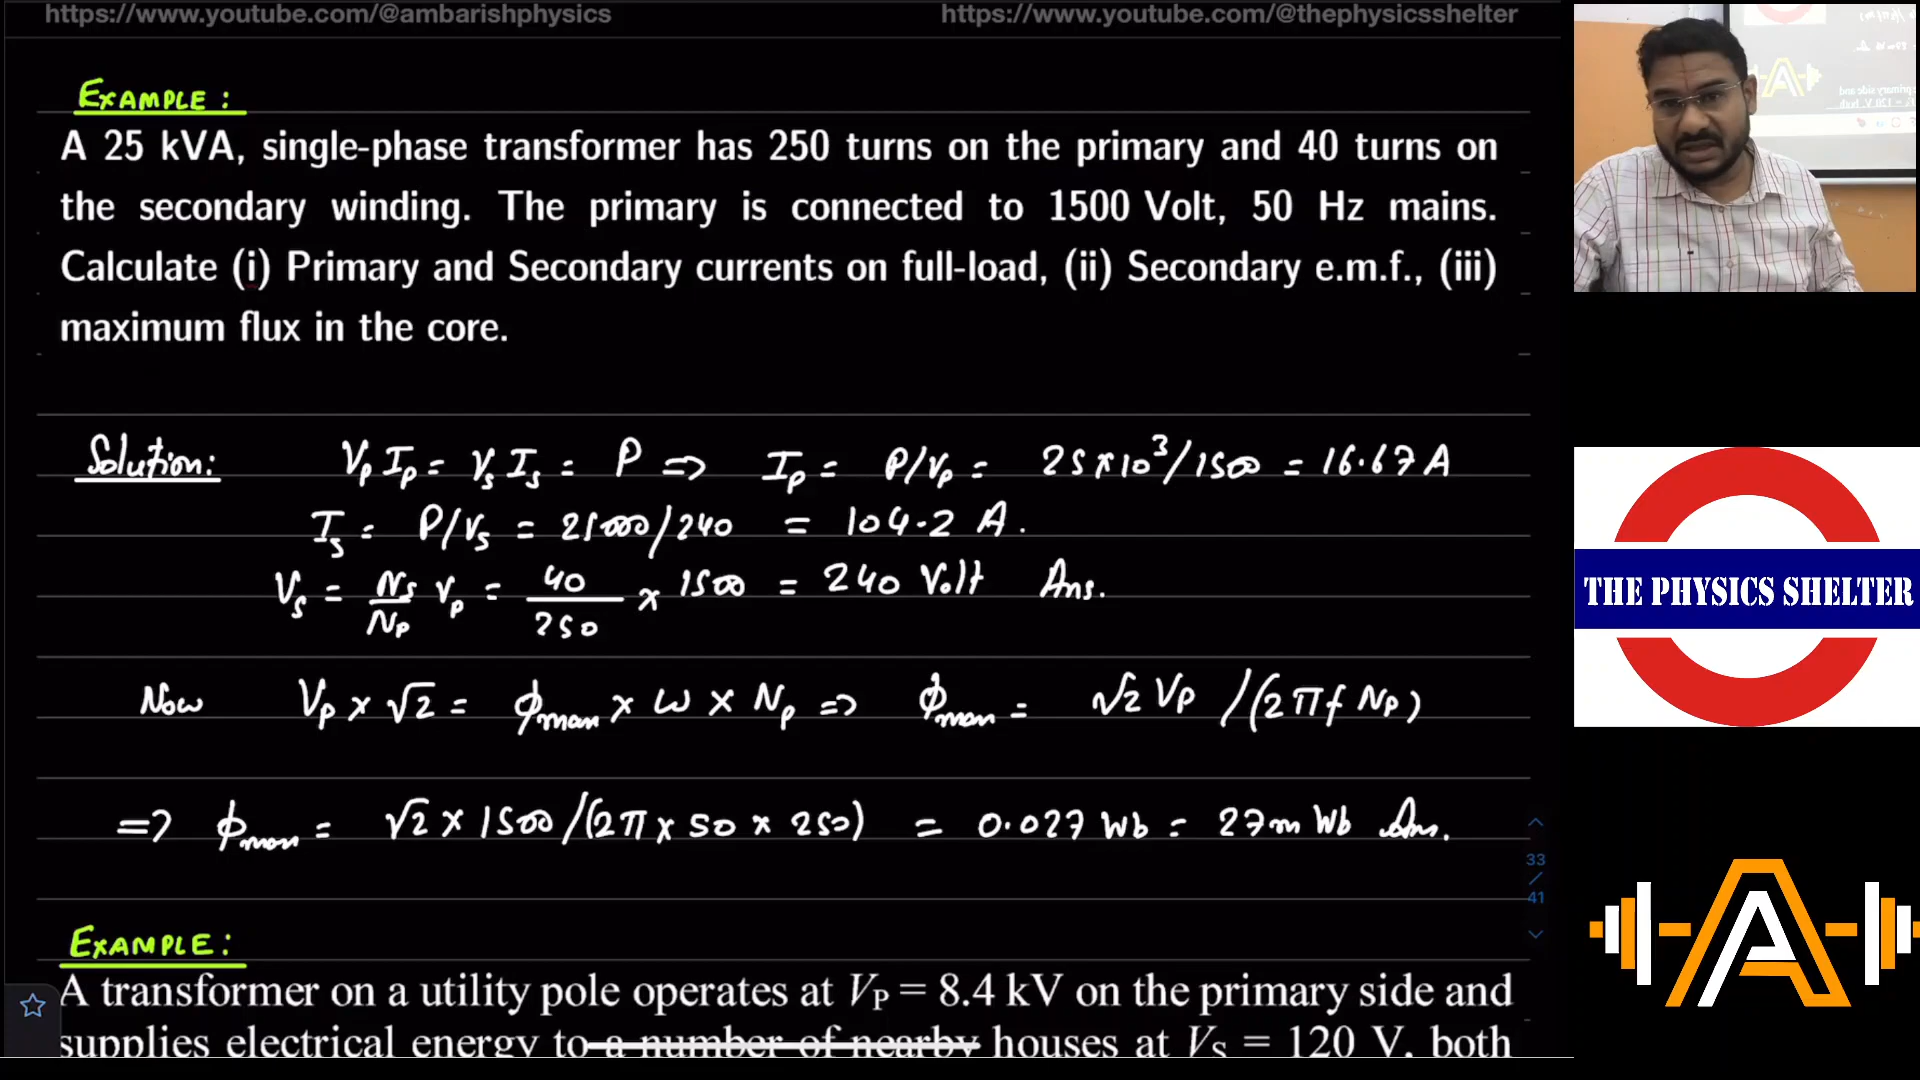 https://www.youtube.com/@ambarishphysics https://www.youtube.com/@thephysicsshelter
EXAMPLE:
A 25 kVA, single-phase transformer has 250 turns on the primary and 40 turns on
the secondary winding. The primary is connected to 1500 Volt, 50 Hz mains.
Calculate (i) Primary and Secondary currents on full-load, (ii) Secondary e.m.f., (iii)
maximum flux in the core.
Solution: VpIp = VsIs = P => Ip = P/Vp = 25×10³/1500 = 16.67 A
Is = P/Vs = 25000/240 = 104.2 A.
Vs = Ns/Np Vp = 40/250 × 1500 = 240 Volt Ans.
Now Vp × √2 = ϕmax × ω × Np => ϕmax = √2 Vp /(2πf Np)
=> ϕmax = √2 × 1500/(2π × 50 × 250) = 0.027 Wb = 27m Wb Ans.
33
/
41
EXAMPLE:
A transformer on a utility pole operates at VP = 8.4 kV on the primary side and
supplies electrical energy to a number of nearby houses at VS = 120 V, both
THE PHYSICS SHELTER
A